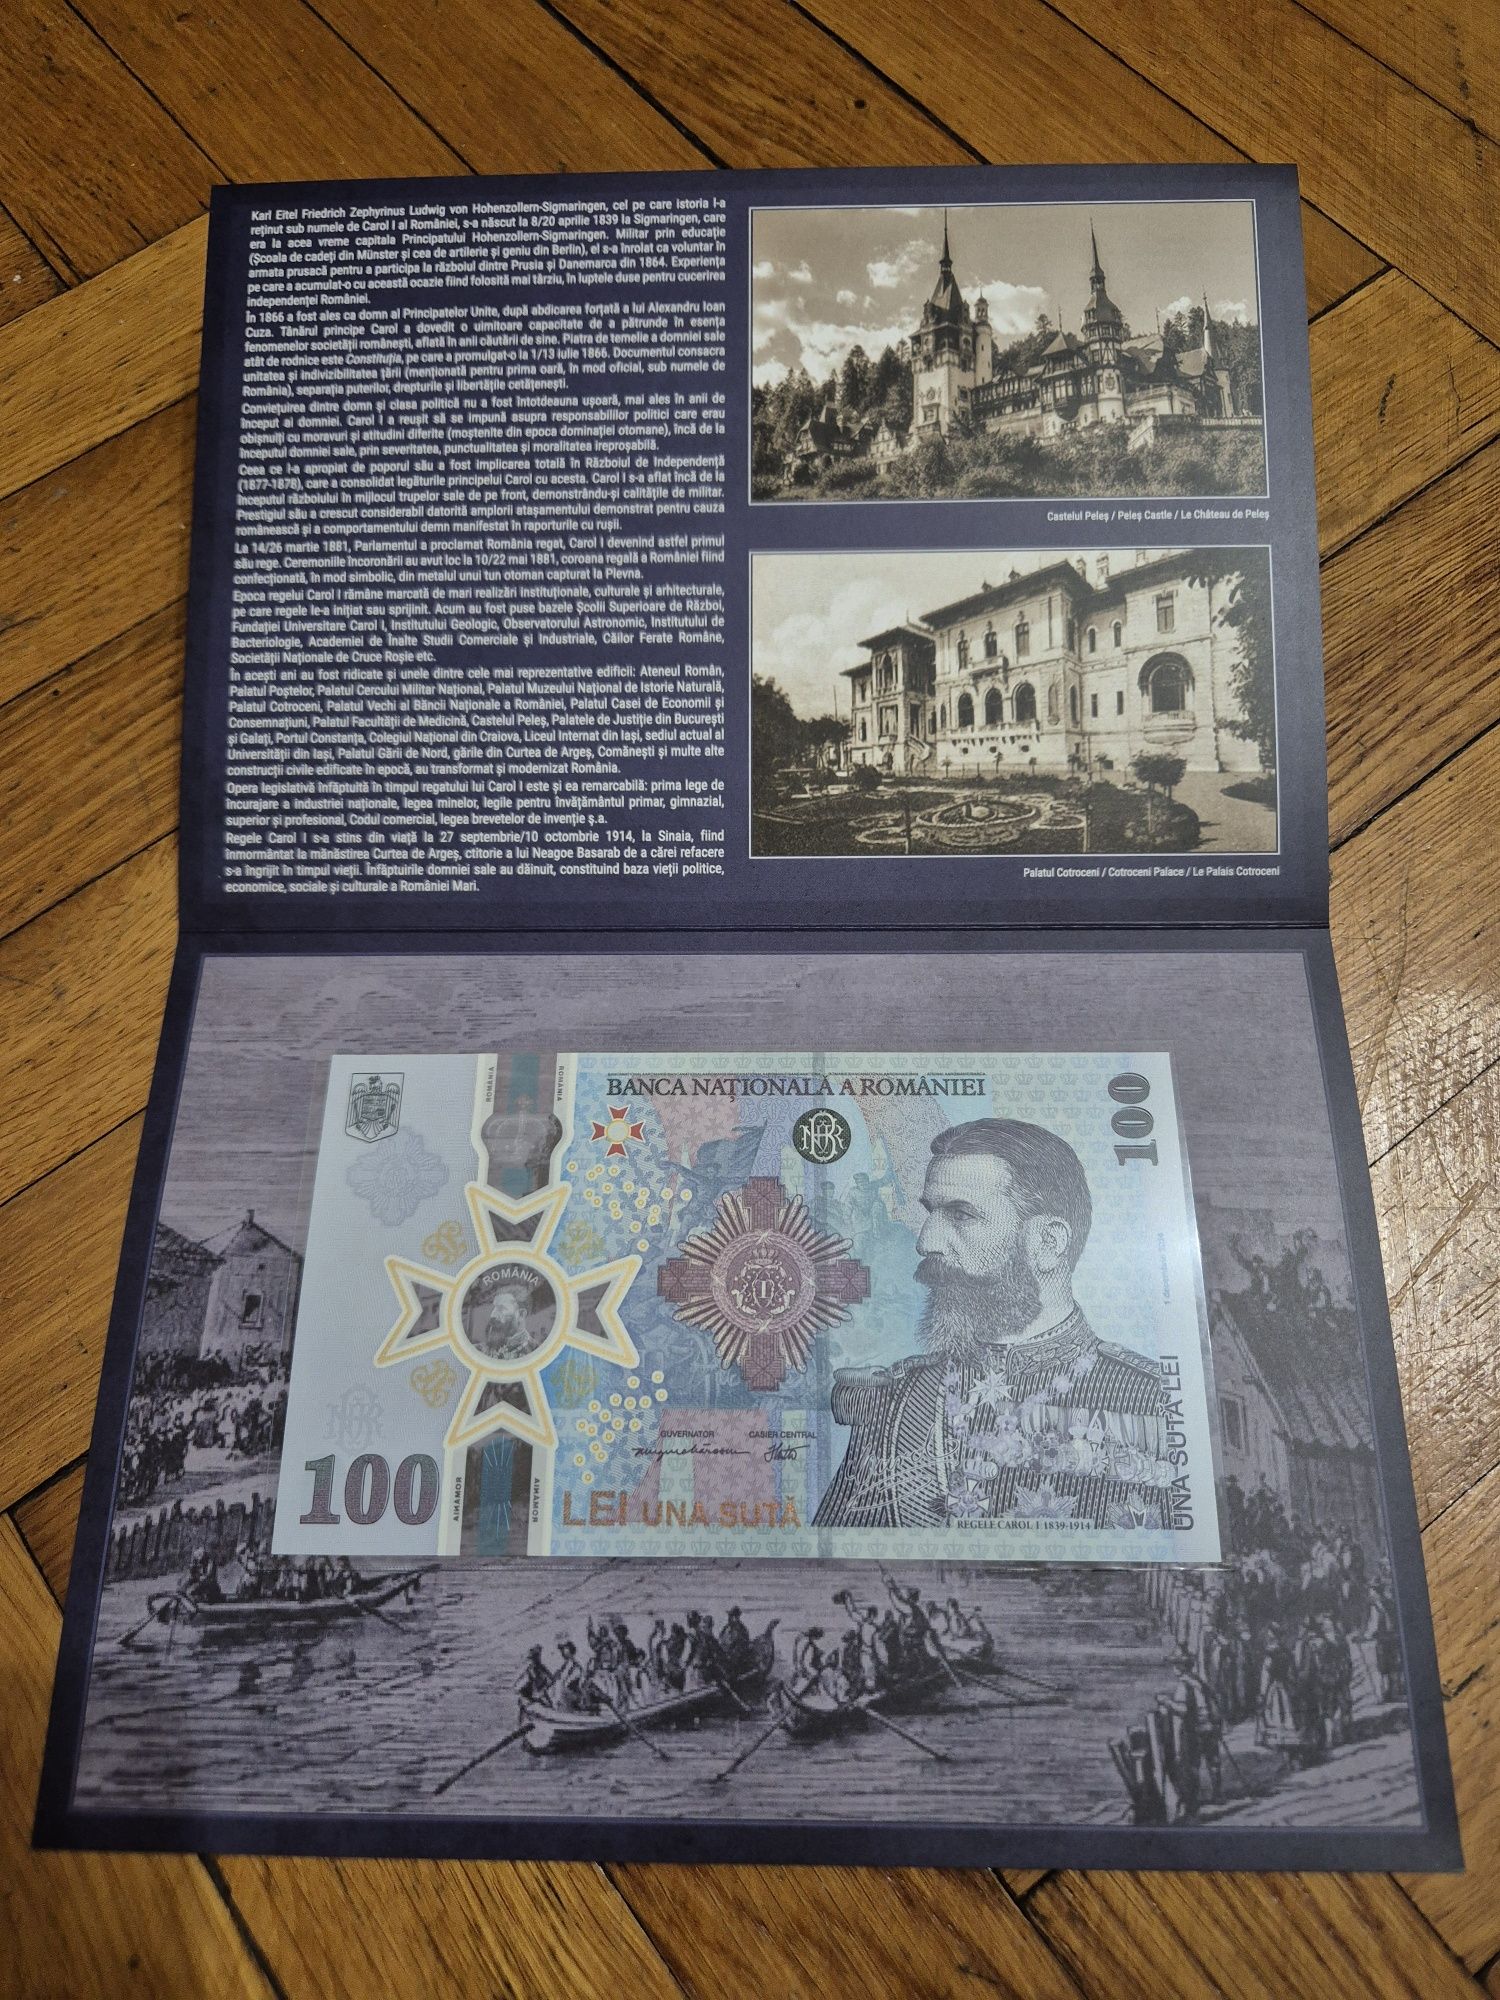 Karl Eitel Friedrich Zephyrinus Ludwig von Hohenzollern-Sigmaringen, cel pe care istoria l-a
reținut sub numele de Carol I al României, s-a născut la 8/20 aprilie 1839 la Sigmaringen, care
era la acea vreme capitala Principatului Hohenzollern-Sigmaringen. Militar prin educație
(Școala de cadeți din Münster și cea de artilerie și geniu din Berlin), el s-a înrolat ca voluntar în
armata prusacă pentru a participa la războiul dintre Prusia și Danemarca din 1864. Experiența
pe care a acumulat-o cu această ocazie fiind folosită mai târziu, în luptele duse pentru cucerirea
independenței României.
În 1866 a fost ales ca domn al Principatelor Unite, după abdicarea forțată a lui Alexandru Ioan
Cuza. Tânărul principe Carol a dovedit o uimitoare capacitate de a pătrunde în esența
fenomenelor societății românești, aflată în anii căutării de sine. Piatra de temelie a domniei sale
atât de rodnice este Constituția, pe care a promulgat-o la 1/13 iulie 1866. Documentul consacra
unitatea și indivizibilitatea țării (menționată pentru prima oară, în mod oficial, sub numele de
România), separația puterilor, drepturile și libertățile cetățenești.
Conviețuirea dintre domn și clasa politică nu a fost întotdeauna ușoară, mai ales în anii de
început ai domniei. Carol I a reușit să se impună asupra responsabililor politici care erau
obișnuiți cu moravuri și atitudini diferite (moștenite din epoca dominației otomane), încă de la
începutul domniei sale, prin severitatea, punctualitatea și moralitatea ireproșabilă.
Ceea ce l-a apropiat de poporul său a fost implicarea totală în Războiul de Independență
(1877-1878), care a consolidat legăturile principelui Carol cu acesta. Carol I s-a aflat încă de la
începutul războiului în mijlocul trupelor sale de pe front, demonstrându-și calitățile de militar.
Prestigiul său a crescut considerabil datorită amplorii atașamentului demonstrat pentru cauza
românească și a comportamentului demn manifestat în raporturile cu rușii.
La 14/26 martie 1881, Parlamentul a proclamat România regat, Carol I devenind astfel primul
său rege. Ceremoniile încoronării au avut loc la 10/22 mai 1881, coroana regală a României fiind
confecționată, în mod simbolic, din metalul unui tun otoman capturat la Plevna.
Epoca regelui Carol I rămâne marcată de mari realizări instituționale, culturale și arhitecturale,
pe care regele le-a inițiat sau sprijinit. Acum au fost puse bazele Școlii Superioare de Război,
Fundației Universitare Carol I, Institutului Geologic, Observatorului Astronomic, Institutului de
Bacteriologie, Academiei de Înalte Studii Comerciale și Industriale, Căilor Ferate Române,
Societății Naționale de Cruce Roșie etc.
În acești ani au fost ridicate și unele dintre cele mai reprezentative edificii: Ateneul Român,
Palatul Poștelor, Palatul Cercului Militar Național, Palatul Muzeului Național de Istorie Naturală,
Palatul Cotroceni, Palatul Vechi al Băncii Naționale a României, Palatul Casei de Economii și
Consemnațiuni, Palatul Facultății de Medicină, Castelul Peleș, Palatele de Justiție din București
și Galați, Portul Constanța, Colegiul Național din Craiova, Liceul Internat din Iași, sediul actual al
Universității din Iași, Palatul Gării de Nord, gările din Curtea de Argeș, Comănești și multe alte
construcții civile edificate în epocă, au transformat și modernizat România.
Opera legislativă înfăptuită în timpul regatului lui Carol I este și ea remarcabilă: prima lege de
încurajare a industriei naționale, legea minelor, legile pentru învățământul primar, gimnazial,
superior și profesional, Codul comercial, legea brevetelor de invenție ș.a.
Regele Carol I s-a stins din viață la 27 septembrie/10 octombrie 1914, la Sinaia, fiind
înmormântat la mănăstirea Curtea de Argeș, ctitorie a lui Neagoe Basarab de a cărei refacere
s-a îngrijit în timpul vieții. Înfăptuirile domniei sale au dăinuit, constituind baza vieții politice,
economice, sociale și culturale a României Mari.
Castelul Peleș / Peleș Castle / Le Château de Peleș
Palatul Cotroceni / Cotroceni Palace / Le Palais Cotroceni
ROMÂNIA
ROMÂNIA
BANCA NAȚIONALĂ A ROMÂNIEI
100
BNR
ROMÂNIA
I
1 decembrie 2024
GUVERNATOR
CASIER CENTRAL
100
ROMÂNIA
ROMÂNIA
LEI UNA SUTĂ
REGELE CAROL I 1839-1914
UNA SUTĂ LEI